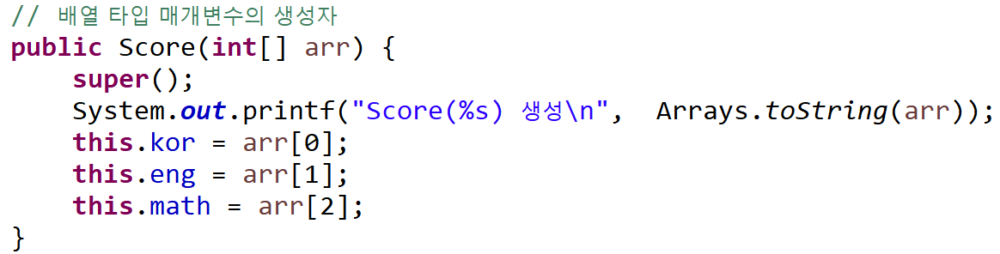 // 배열 타입 매개변수의 생성자
public Score(int[] arr) {
    super();
    System.out.printf("Score(%s) 생성\n",  Arrays.toString(arr));
    this.kor = arr[0];
    this.eng = arr[1];
    this.math = arr[2];
}